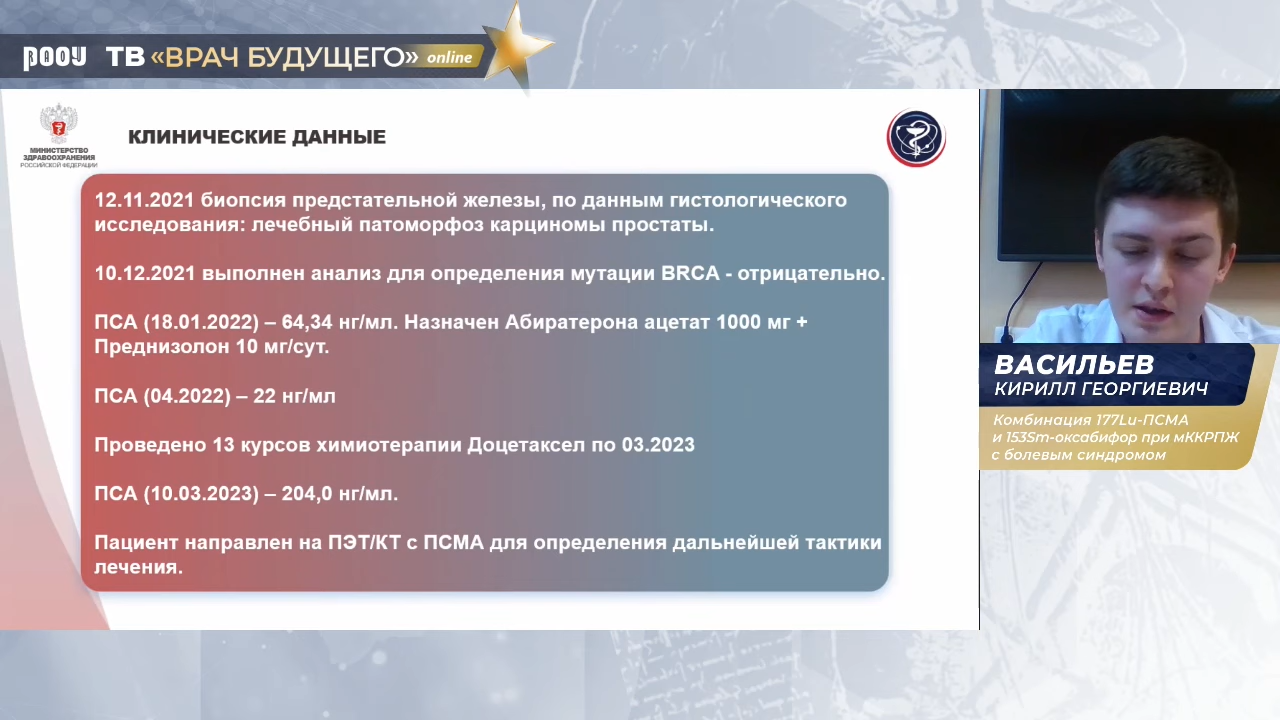 РООУ ТВ «ВРАЧ БУДУЩЕГО» online
МИНИСТЕРСТВО
ЗДРАВООХРАНЕНИЯ
РОССИЙСКОЙ ФЕДЕРАЦИИ
КЛИНИЧЕСКИЕ ДАННЫЕ
12.11.2021 биопсия предстательной железы, по данным гистологического
исследования: лечебный патоморфоз карциномы простаты.
10.12.2021 выполнен анализ для определения мутации BRCA - отрицательно.
ПСА (18.01.2022) – 64,34 нг/мл. Назначен Абиратерона ацетат 1000 мг +
Преднизолон 10 мг/сут.
ПСА (04.2022) – 22 нг/мл
Проведено 13 курсов химиотерапии Доцетаксел по 03.2023
ПСА (10.03.2023) – 204,0 нг/мл.
Пациент направлен на ПЭТ/КТ с ПСМА для определения дальнейшей тактики
лечения.
ВАСИЛЬЕВ
КИРИЛЛ ГЕОРГИЕВИЧ
Комбинация 177Lu-ПСМА
и 153Sm-оксабифор при мККРПЖ
с болевым синдромом